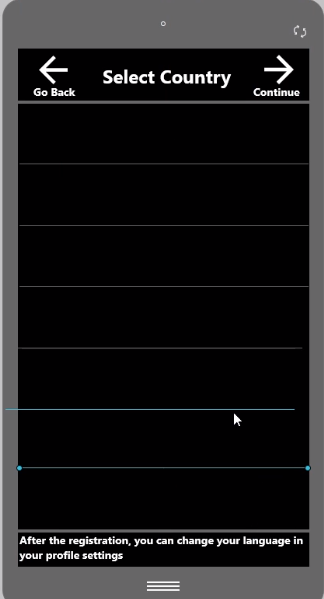 Select Country
Go Back
Continue
After the registration, you can change your language in
your profile settings